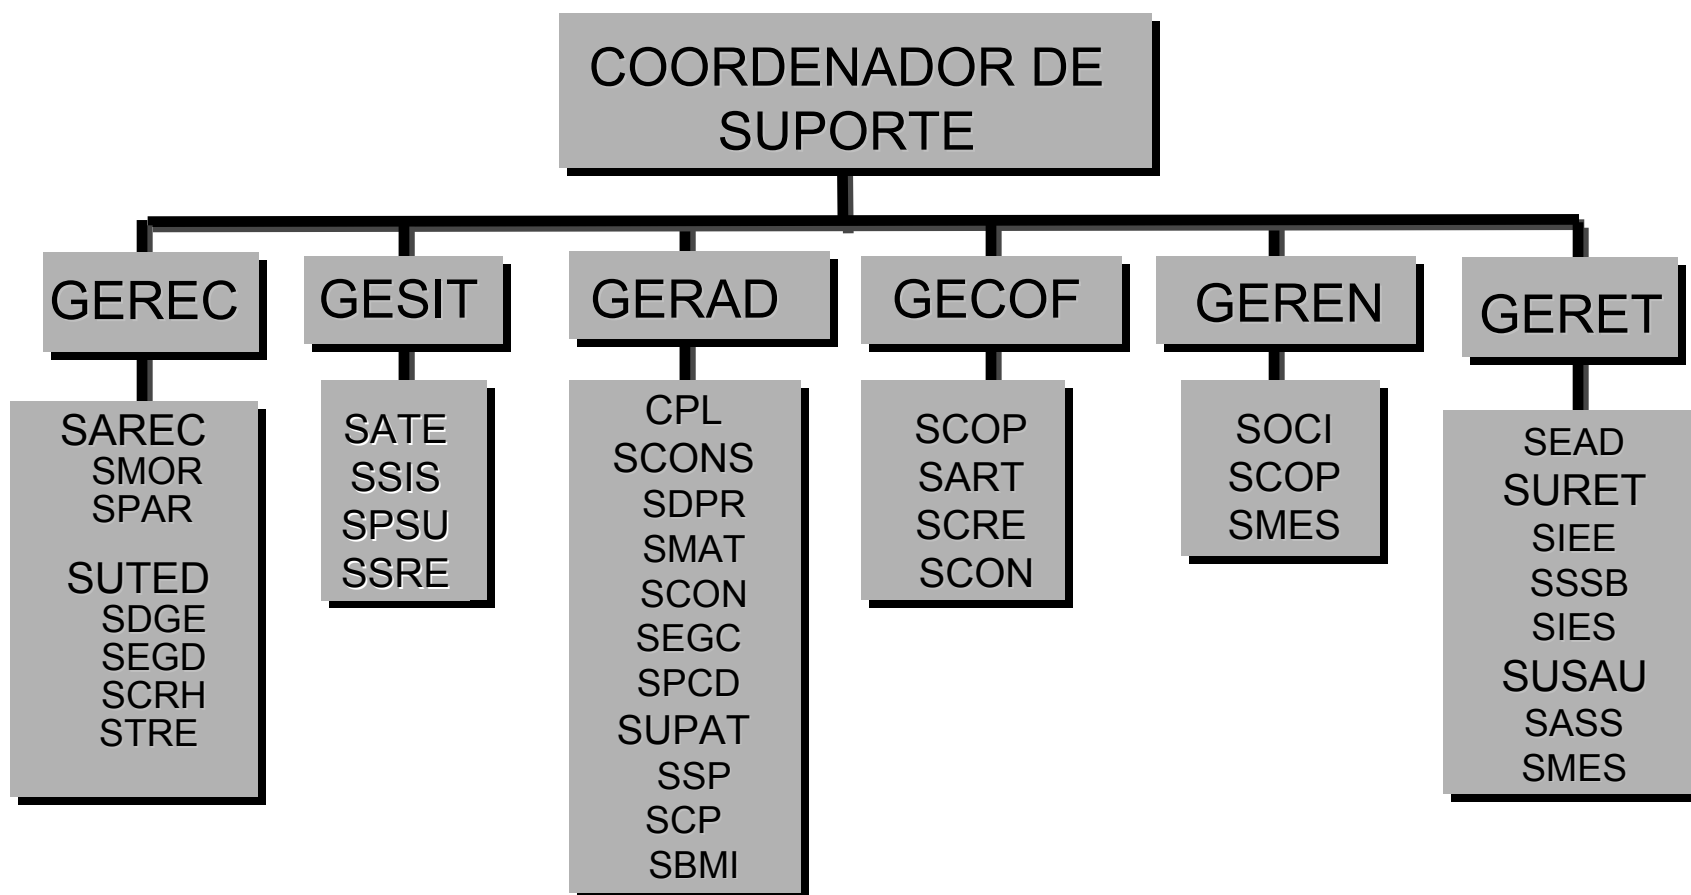 COORDENADOR DE
SUPORTE
GEREC
GESIT
GERAD
GECOF
GEREN
GERET
SAREC
SMOR
SPAR
SUTED
SDGE
SEGD
SCRH
STRE
SATE
SSIS
SPSU
SSRE
CPL
SCONS
SDPR
SMAT
SCON
SEGC
SPCD
SUPAT
SSP
SCP
SBMI
SCOP
SART
SCRE
SCON
SOCI
SCOP
SMES
SEAD
SURET
SIEE
SSSB
SIES
SUSAU
SASS
SMES